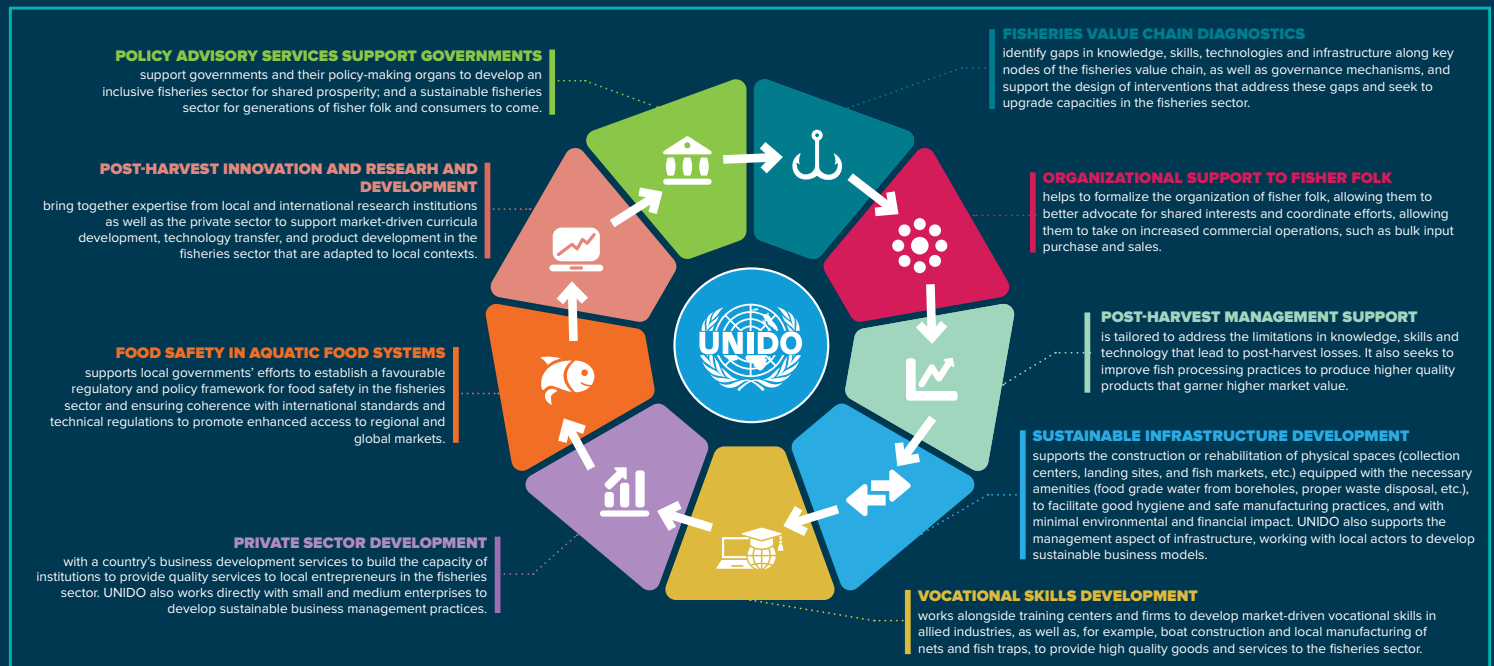 POLICY ADVISORY SERVICES SUPPORT GOVERNMENTS
support governments and their policy-making organs to develop an
inclusive fisheries sector for shared prosperity; and a sustainable fisheries
sector for generations of fisher folk and consumers to come.
FISHERIES VALUE CHAIN DIAGNOSTICS
identify gaps in knowledge, skills, technologies and infrastructure along key
nodes of the fisheries value chain, as well as governance mechanisms, and
support the design of interventions that address these gaps and seek to
upgrade capacities in the fisheries sector.
POST-HARVEST INNOVATION AND RESEARH AND
DEVELOPMENT
bring together expertise from local and international research institutions
as well as the private sector to support market-driven curricula
development, technology transfer, and product development in the
fisheries sector that are adapted to local contexts.
ORGANIZATIONAL SUPPORT TO FISHER FOLK
helps to formalize the organization of fisher folk, allowing them to
better advocate for shared interests and coordinate efforts, allowing
them to take on increased commercial operations, such as bulk input
purchase and sales.
UNIDO
POST-HARVEST MANAGEMENT SUPPORT
is tailored to address the limitations in knowledge, skills and
technology that lead to post-harvest losses. It also seeks to
improve fish processing practices to produce higher quality
products that garner higher market value.
FOOD SAFETY IN AQUATIC FOOD SYSTEMS
supports local governments' efforts to establish a favourable
regulatory and policy framework for food safety in the fisheries
sector and ensuring coherence with international standards and
technical regulations to promote enhanced access to regional and
global markets.
SUSTAINABLE INFRASTRUCTURE DEVELOPMENT
supports the construction or rehabilitation of physical spaces (collection
centers, landing sites, and fish markets, etc.) equipped with the necessary
amenities (food grade water from boreholes, proper waste disposal, etc.),
to facilitate good hygiene and safe manufacturing practices, and with
minimal environmental and financial impact. UNIDO also supports the
management aspect of infrastructure, working with local actors to develop
sustainable business models.
PRIVATE SECTOR DEVELOPMENT
with a country's business development services to build the capacity of
institutions to provide quality services to local entrepreneurs in the fisheries
sector. UNIDO also works directly with small and medium enterprises to
develop sustainable business management practices.
VOCATIONAL SKILLS DEVELOPMENT
works alongside training centers and firms to develop market-driven vocational skills in
allied industries, as well as, for example, boat construction and local manufacturing of
nets and fish traps, to provide high quality goods and services to the fisheries sector.